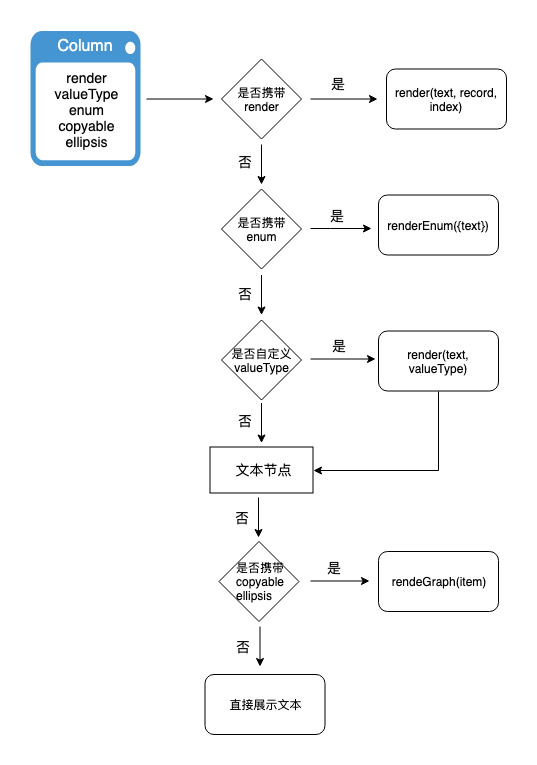 Column
render
valueType
enum
copyable
ellipsis
是否携带
render
是
render(text, record,
index)
否
是否携带
enum
是
renderEnum({text})
否
是否自定义
valueType
是
render(text,
valueType)
否
文本节点
否
是否携带
copyable
ellipsis
是
rendeGraph(item)
否
直接展示文本